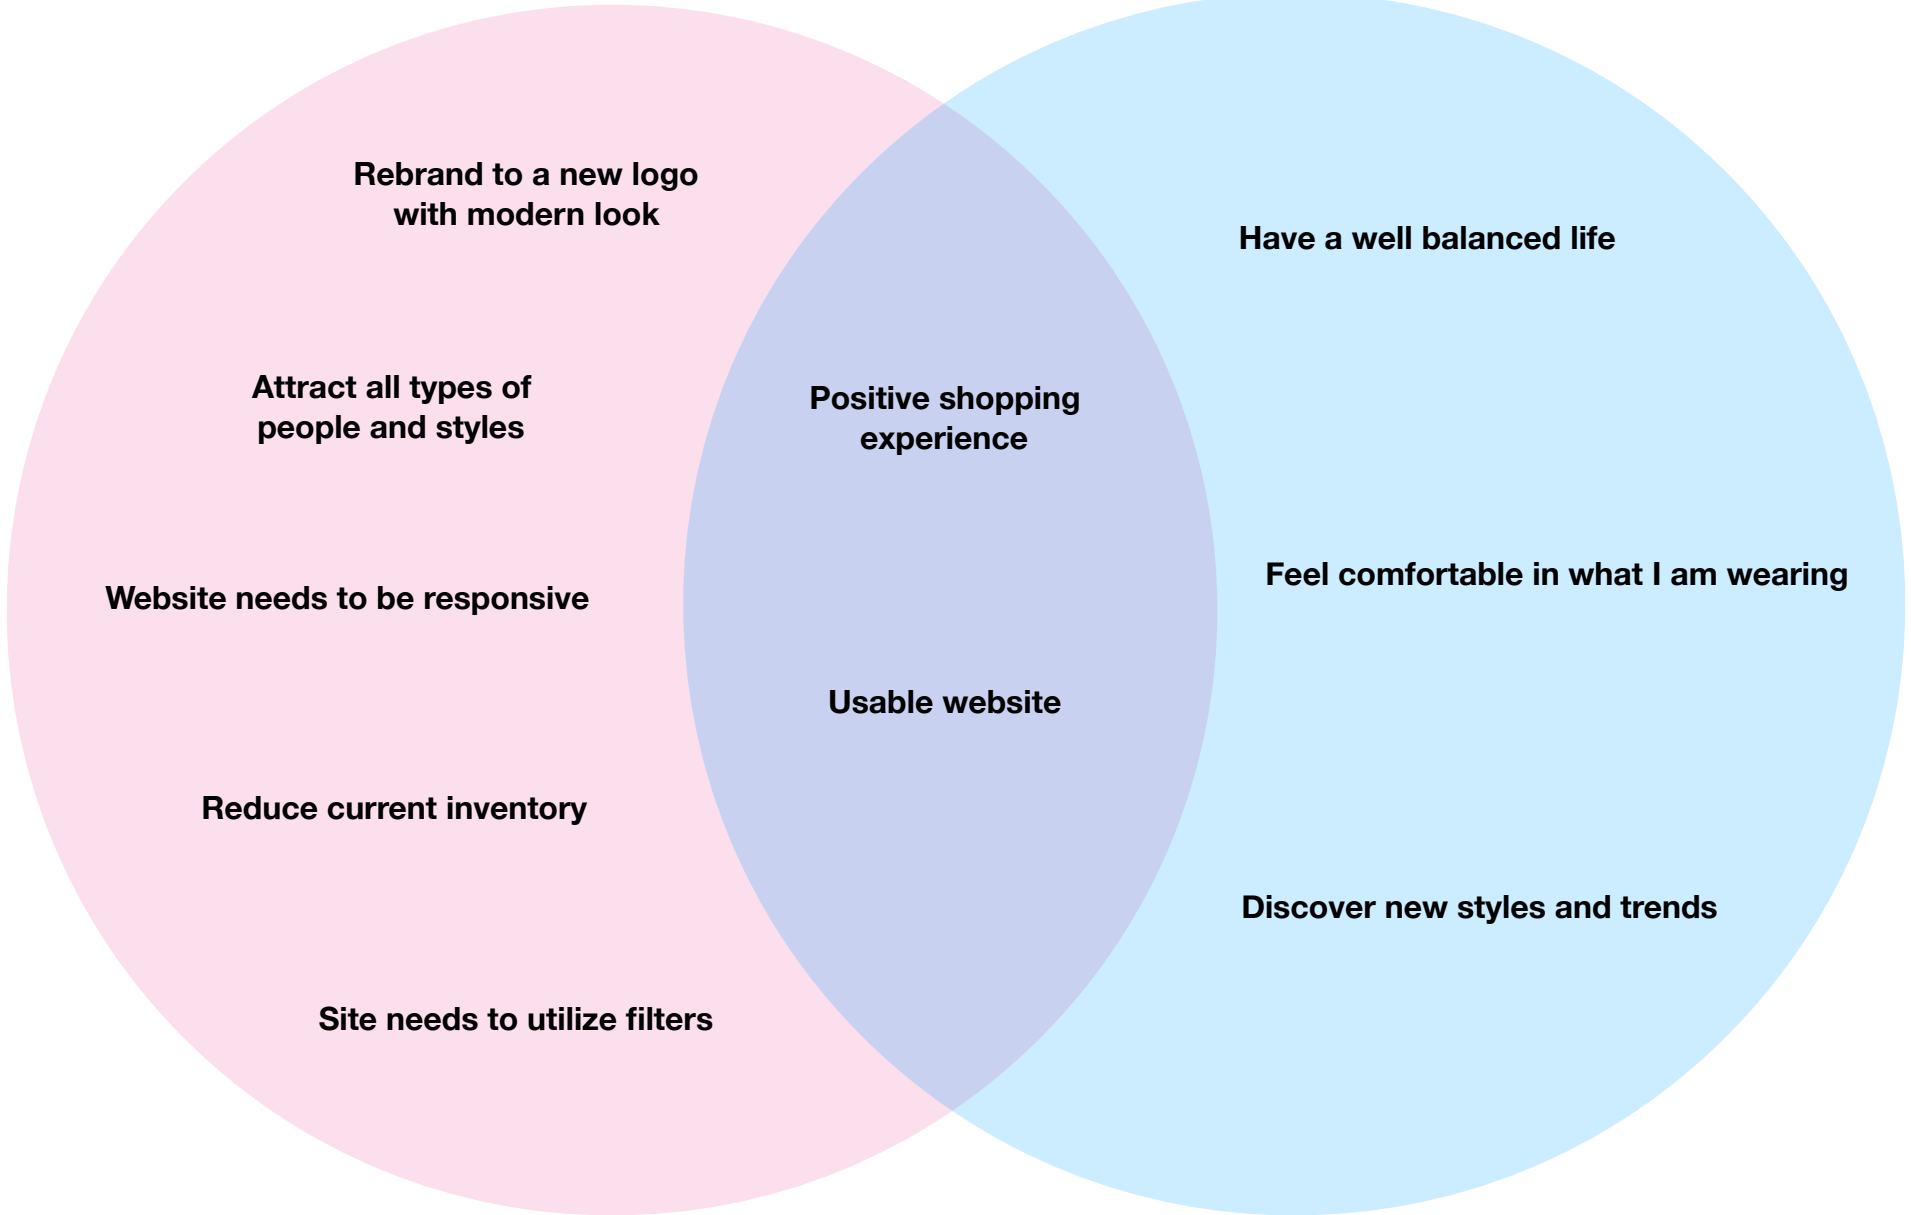 Rebrand to a new logo
with modern look
Attract all types of
people and styles
Website needs to be responsive
Reduce current inventory
Site needs to utilize filters
Positive shopping
experience
Usable website
Have a well balanced life
Feel comfortable in what I am wearing
Discover new styles and trends